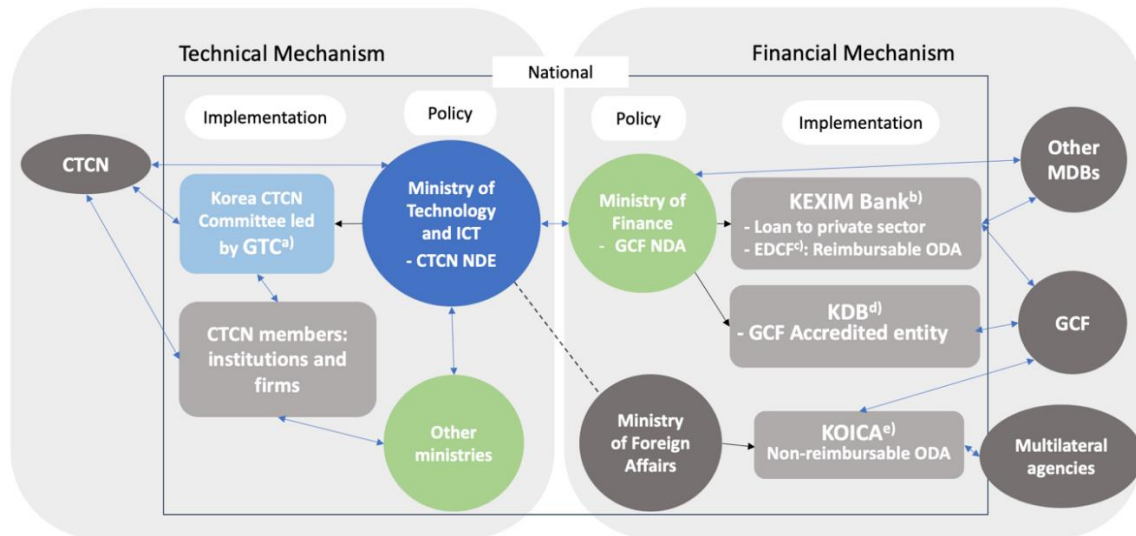 Technical Mechanism
Financial Mechanism
National
Implementation
Policy
Policy
Implementation
CTCN
Korea CTCN
Committee led
by GTCᵃ⁾
CTCN members:
institutions and
firms
Ministry of
Technology
and ICT
- CTCN NDE
Other
ministries
Ministry of
Finance
- GCF NDA
Ministry
of Foreign
Affairs
KEXIM Bankᵇ⁾
- Loan to private sector
- EDCFᶜ⁾: Reimbursable ODA
KDBᵈ⁾
- GCF Accredited entity
KOICAᵉ⁾
Non-reimbursable ODA
Other
MDBs
GCF
Multilateral
agencies